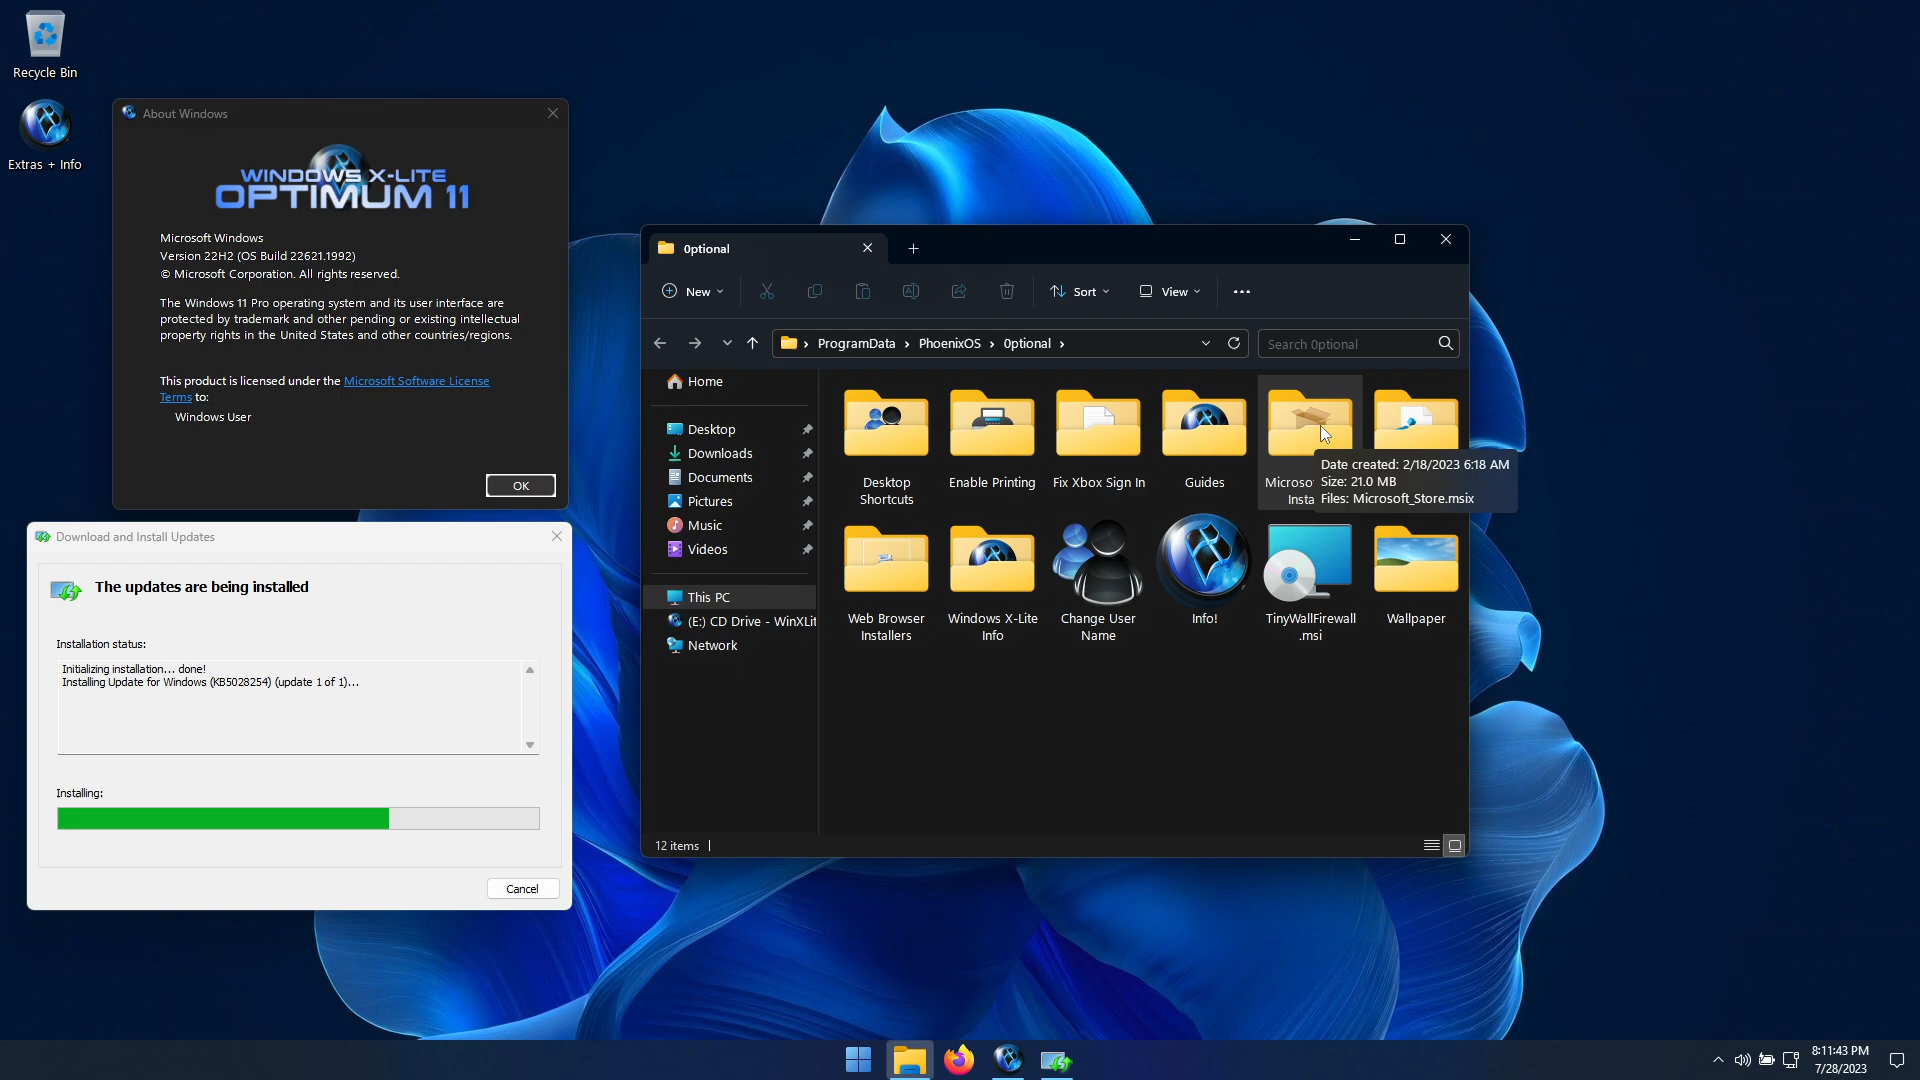 Recycle Bin
Extras + Info
About Windows
WINDOWS X-LITE
OPTIMUM 11
Microsoft Windows
Version 22H2 (OS Build 22621.1992)
© Microsoft Corporation. All rights reserved.
The Windows 11 Pro operating system and its user interface are
protected by trademark and other pending or existing intellectual
property rights in the United States and other countries/regions.
This product is licensed under the Microsoft Software License
Terms to:
Windows User
OK
Download and Install Updates
The updates are being installed
Installation status:
Initializing installation... done!
Installing Update for Windows (KB5028254) (update 1 of 1)...
Installing:
Cancel
0ptional
New
Sort
View
ProgramData › PhoenixOS › 0ptional ›
Search 0ptional
Home
Desktop
Downloads
Documents
Pictures
Music
Videos
This PC
(E:) CD Drive - WinXLit
Network
Desktop
Shortcuts
Enable Printing
Fix Xbox Sign In
Guides
Microso
Insta
Date created: 2/18/2023 6:18 AM
Size: 21.0 MB
Files: Microsoft_Store.msix
Web Browser
Installers
Windows X-Lite
Info
Change User
Name
Info!
TinyWallFirewall
.msi
Wallpaper
12 items
8:11:43 PM
7/28/2023